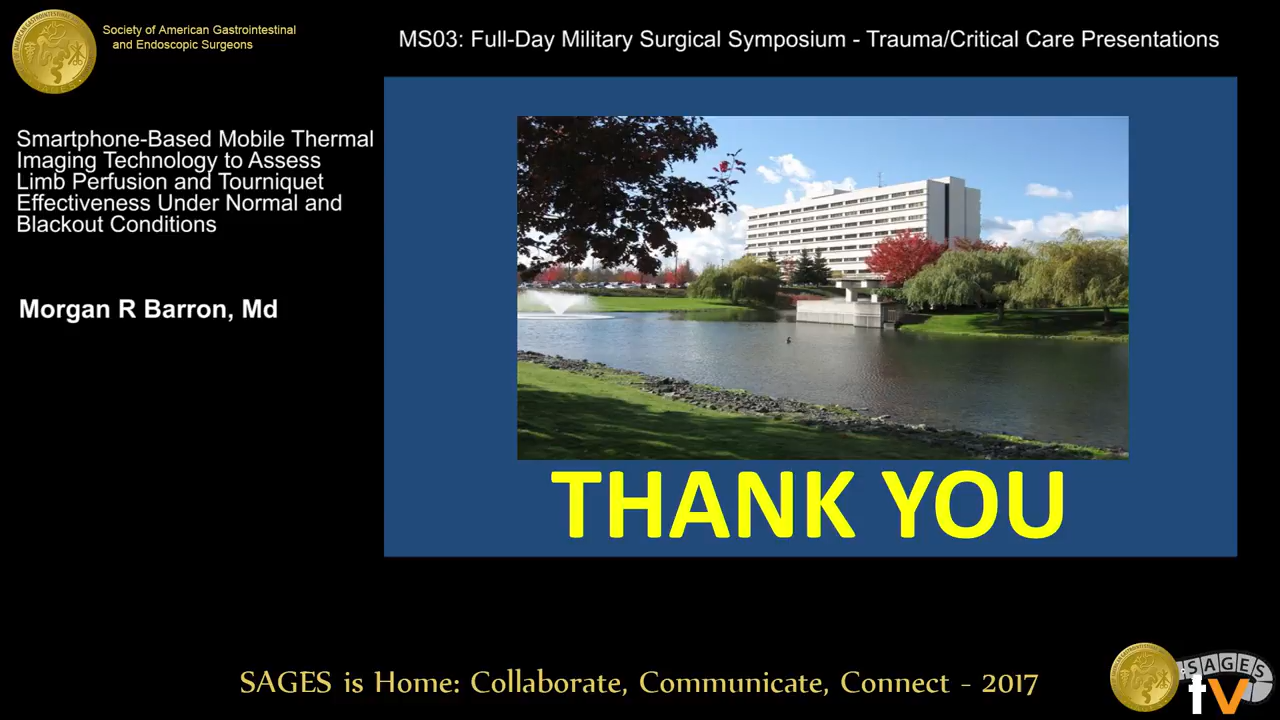 Society of American Gastrointestinal
and Endoscopic Surgeons
MS03: Full-Day Military Surgical Symposium - Trauma/Critical Care Presentations
Smartphone-Based Mobile Thermal
Imaging Technology to Assess
Limb Perfusion and Tourniquet
Effectiveness Under Normal and
Blackout Conditions
Morgan R Barron, Md
THANK YOU
SAGES is Home: Collaborate, Communicate, Connect - 2017
SAGES
tv